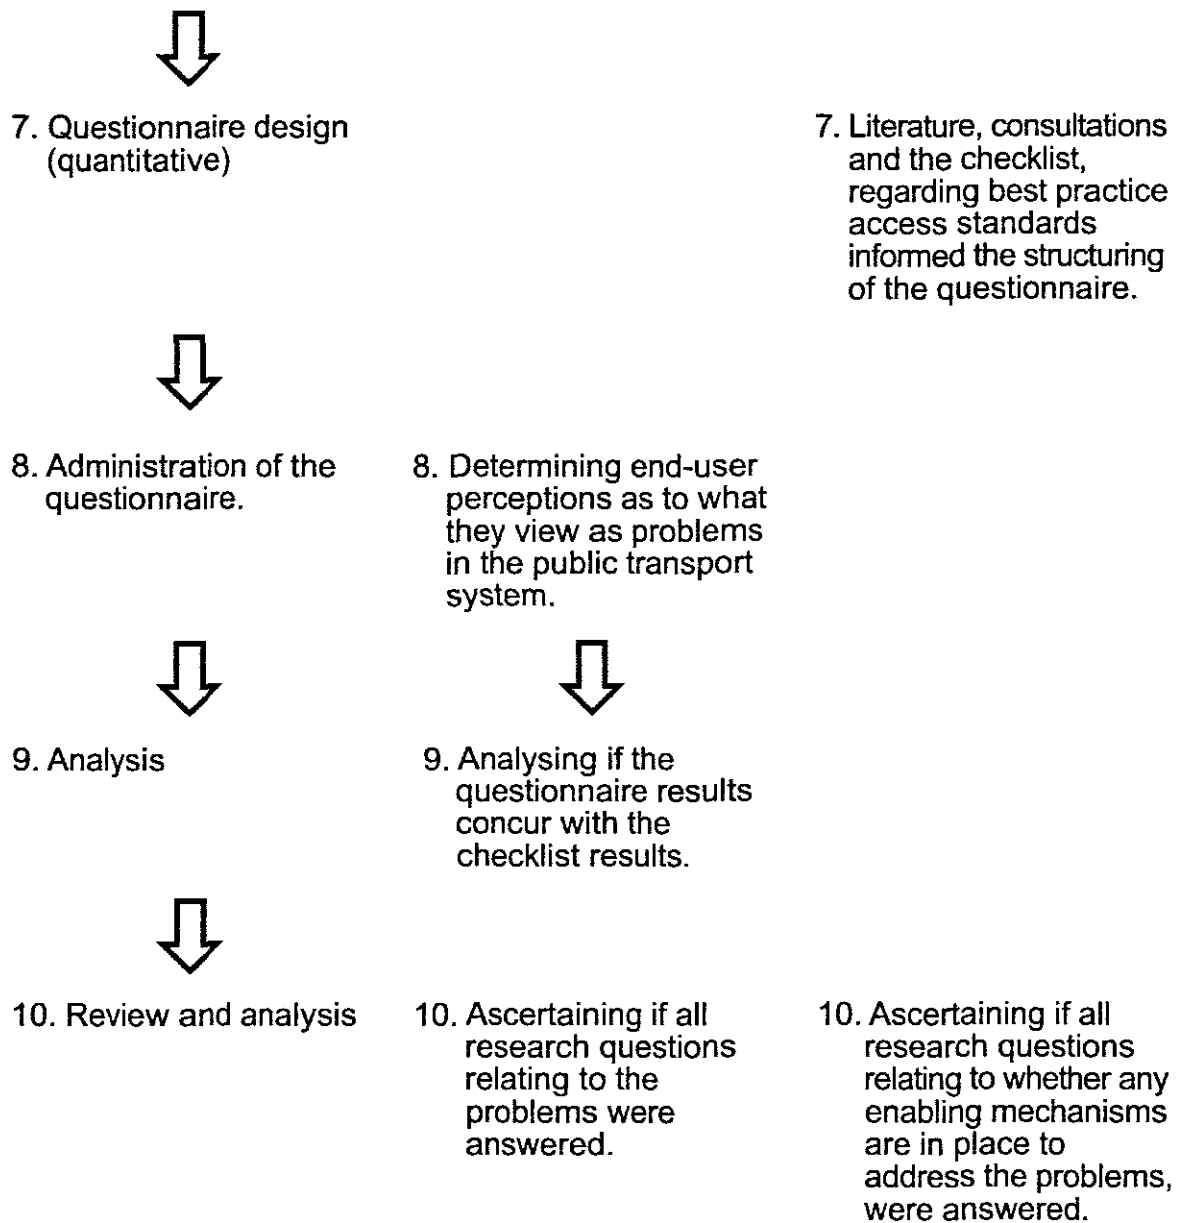 7. Questionnaire design
(quantitative)
7. Literature, consultations
and the checklist,
regarding best practice
access standards
informed the structuring
of the questionnaire.
8. Administration of the
questionnaire.
8. Determining end-user
perceptions as to what
they view as problems
in the public transport
system.
9. Analysis
9. Analysing if the
questionnaire results
concur with the
checklist results.
10. Review and analysis
10. Ascertaining if all
research questions
relating to the
problems were
answered.
10. Ascertaining if all
research questions
relating to whether any
enabling mechanisms
are in place to
address the problems,
were answered.